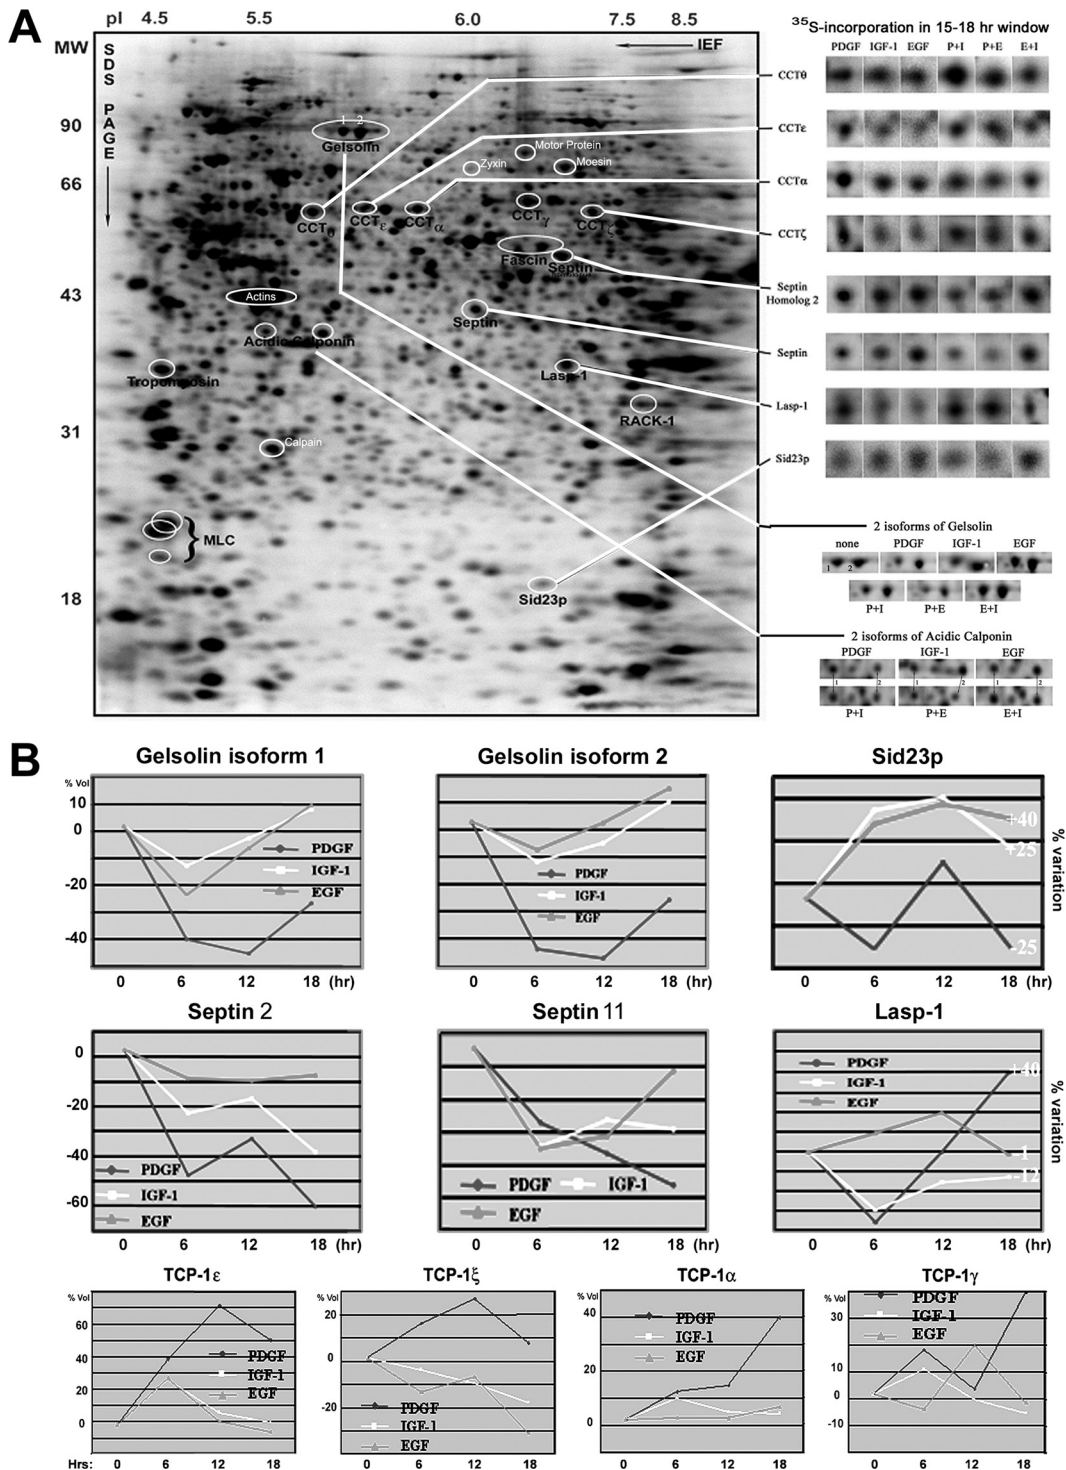 A
pI 4.5 5.5 6.0 7.5 8.5
MW
SDS PAGE
IEF
90
66
43
31
18
1 2
Gelsolin
Motor Protein
Zyxin
Moesin
CCTθ
CCTε
CCTα
CCTγ
CCTζ
Fascin
Septin
Actins
Septin
Acidic Calponin
Tropomyosin
Lasp-1
RACK-1
Calpain
MLC
Sid23p
35S-incorporation in 15-18 hr window
PDGF IGF-1 EGF P+I P+E E+I
CCTθ
CCTε
CCTα
CCTζ
Septin
Homolog 2
Septin
Lasp-1
Sid23p
2 isoforms of Gelsolin
none PDGF IGF-1 EGF
1 2
P+I P+E E+I
2 isoforms of Acidic Calponin
PDGF IGF-1 EGF
1 2 1 2 1 2
P+I P+E E+I
B
Gelsolin isoform 1
% Vol
10
0
-20
-40
PDGF
IGF-1
EGF
0 6 12 18 (hr)
Gelsolin isoform 2
PDGF
IGF-1
EGF
0 6 12 18 (hr)
Sid23p
+40
+25
-25
% variation
0 6 12 18 (hr)
Septin 2
0
-20
-40
-60
PDGF
IGF-1
EGF
0 6 12 18 (hr)
Septin 11
PDGF IGF-1
EGF
0 6 12 18 (hr)
Lasp-1
PDGF
IGF-1
EGF
+40
-1
-12
% variation
0 6 12 18 (hr)
TCP-1ε
% Vol
60
40
20
0
PDGF
IGF-1
EGF
Hrs: 0 6 12 18
TCP-1ξ
% Vol
20
0
-20
PDGF
IGF-1
EGF
0 6 12 18
TCP-1α
% Vol
40
20
0
PDGF
IGF-1
EGF
0 6 12 18
TCP-1γ
% Vol
30
10
-10
PDGF
IGF-1
EGF
0 6 12 18